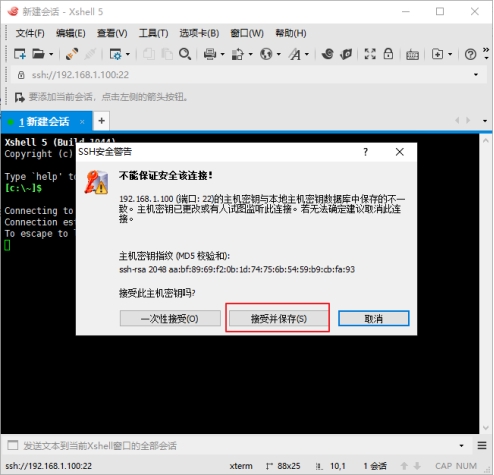 新建会话 - Xshell 5
文件(F) 编辑(E) 查看(V) 工具(T) 选项卡(B) 窗口(W) 帮助(H)
ssh://192.168.1.100:22
要添加当前会话，点击左侧的箭头按钮。
1 新建会话
Xshell 5 (Build 1044)
Copyright (c)
Type `help' to
[c:\~]$
Connecting to
Connection est
To escape to
SSH安全警告
不能保证安全该连接！
192.168.1.100 (端口: 22)的主机密钥与本地主机密钥数据库中保存的不一
致。主机密钥已更改或有人试图监听此连接。若无法确定建议取消此连
接。
主机密钥指纹 (MD5 校验和):
ssh-rsa 2048 aa:bf:89:69:f2:0b:1d:74:75:6b:54:59:b9:cb:fa:93
接受此主机密钥吗?
一次性接受(O) 接受并保存(S) 取消
发送文本到当前Xshell窗口的全部会话
ssh://192.168.1.100:22 xterm 88x25 10,1 1 会话 CAP NUM